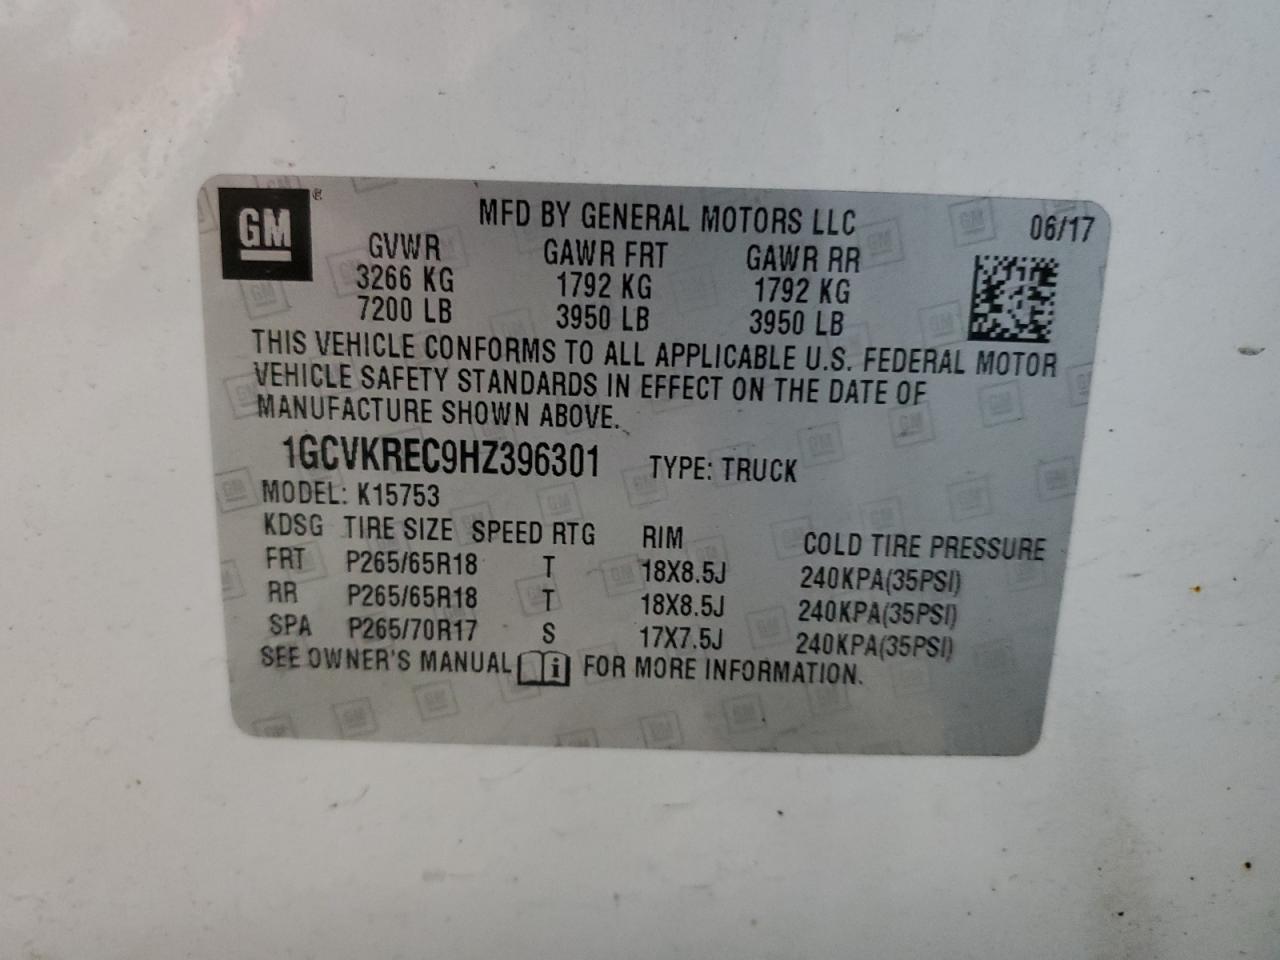 GM
MFD BY GENERAL MOTORS LLC 06/17
GVWR GAWR FRT GAWR RR
3266 KG 1792 KG 1792 KG
7200 LB 3950 LB 3950 LB
THIS VEHICLE CONFORMS TO ALL APPLICABLE U.S. FEDERAL MOTOR
VEHICLE SAFETY STANDARDS IN EFFECT ON THE DATE OF
MANUFACTURE SHOWN ABOVE.
1GCVKREC9HZ396301 TYPE: TRUCK
MODEL: K15753
KDSG TIRE SIZE SPEED RTG RIM COLD TIRE PRESSURE
FRT P265/65R18 T 18X8.5J 240KPA(35PSI)
RR P265/65R18 T 18X8.5J 240KPA(35PSI)
SPA P265/70R17 S 17X7.5J 240KPA(35PSI)
SEE OWNER'S MANUAL i FOR MORE INFORMATION.